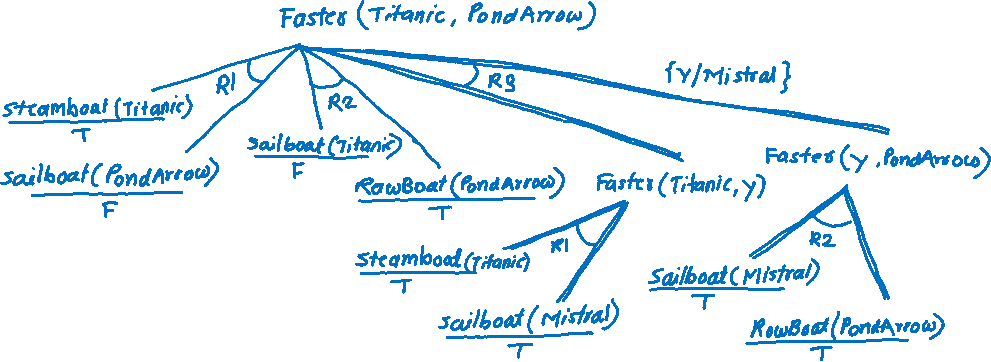 Faster (Titanic, PondArrow)
R1
R2
R3
{y/Mistral}
Steamboat (Titanic)
T
Sailboat (PondArrow)
F
Sailboat (Titanic)
F
RowBoat (PondArrow)
T
Faster (Titanic, y)
Faster (y, PondArrow)
R1
R2
Steamboat (Titanic)
T
Sailboat (Mistral)
T
Sailboat (Mistral)
T
RowBoat (PondArrow)
T